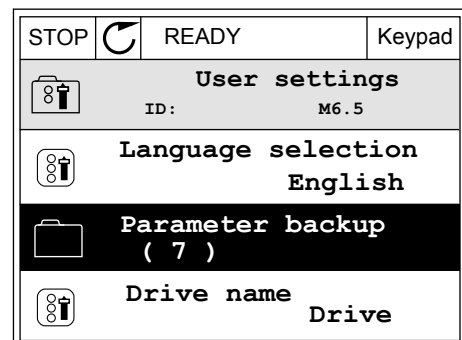 STOP READY Keypad
User settings
ID: M6.5
Language selection
English
Parameter backup
( 7 )
Drive name
Drive